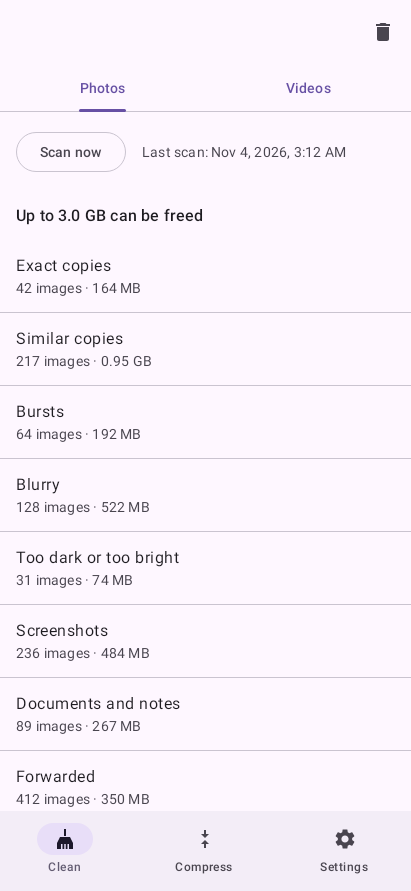 Photos
Videos
Scan now
Last scan: Nov 4, 2026, 3:12 AM
Up to 3.0 GB can be freed
Exact copies
42 images · 164 MB
Similar copies
217 images · 0.95 GB
Bursts
64 images · 192 MB
Blurry
128 images · 522 MB
Too dark or too bright
31 images · 74 MB
Screenshots
236 images · 484 MB
Documents and notes
89 images · 267 MB
Forwarded
412 images · 350 MB
Clean
Compress
Settings